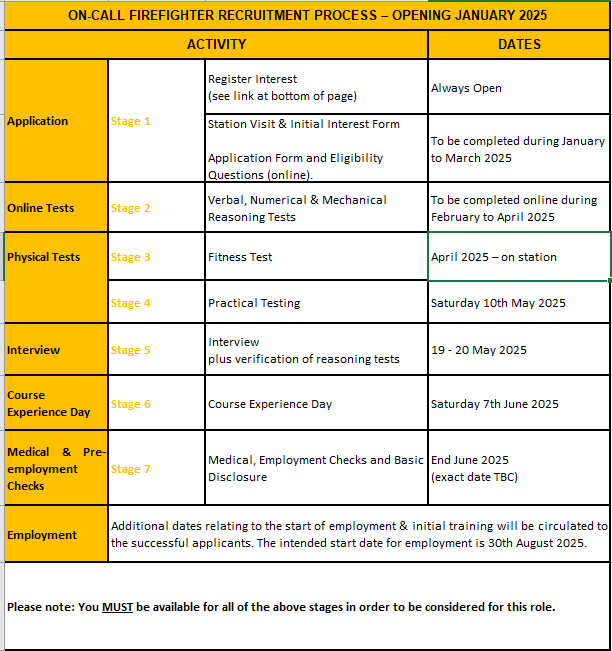 ON-CALL FIREFIGHTER RECRUITMENT PROCESS – OPENING JANUARY 2025
ACTIVITY
DATES
Application
Stage 1
Register Interest
(see link at bottom of page)
Always Open
Station Visit & Initial Interest Form
Application Form and Eligibility
Questions (online).
To be completed during January
to March 2025
Online Tests
Stage 2
Verbal, Numerical & Mechanical
Reasoning Tests
To be completed online during
February to April 2025
Physical Tests
Stage 3
Fitness Test
April 2025 – on station
Stage 4
Practical Testing
Saturday 10th May 2025
Interview
Stage 5
Interview
plus verification of reasoning tests
19 - 20 May 2025
Course
Experience Day
Stage 6
Course Experience Day
Saturday 7th June 2025
Medical & Pre-
employment
Checks
Stage 7
Medical, Employment Checks and Basic
Disclosure
End June 2025
(exact date TBC)
Employment
Additional dates relating to the start of employment & initial training will be circulated to
the successful applicants. The intended start date for employment is 30th August 2025.
Please note: You MUST be available for all of the above stages in order to be considered for this role.